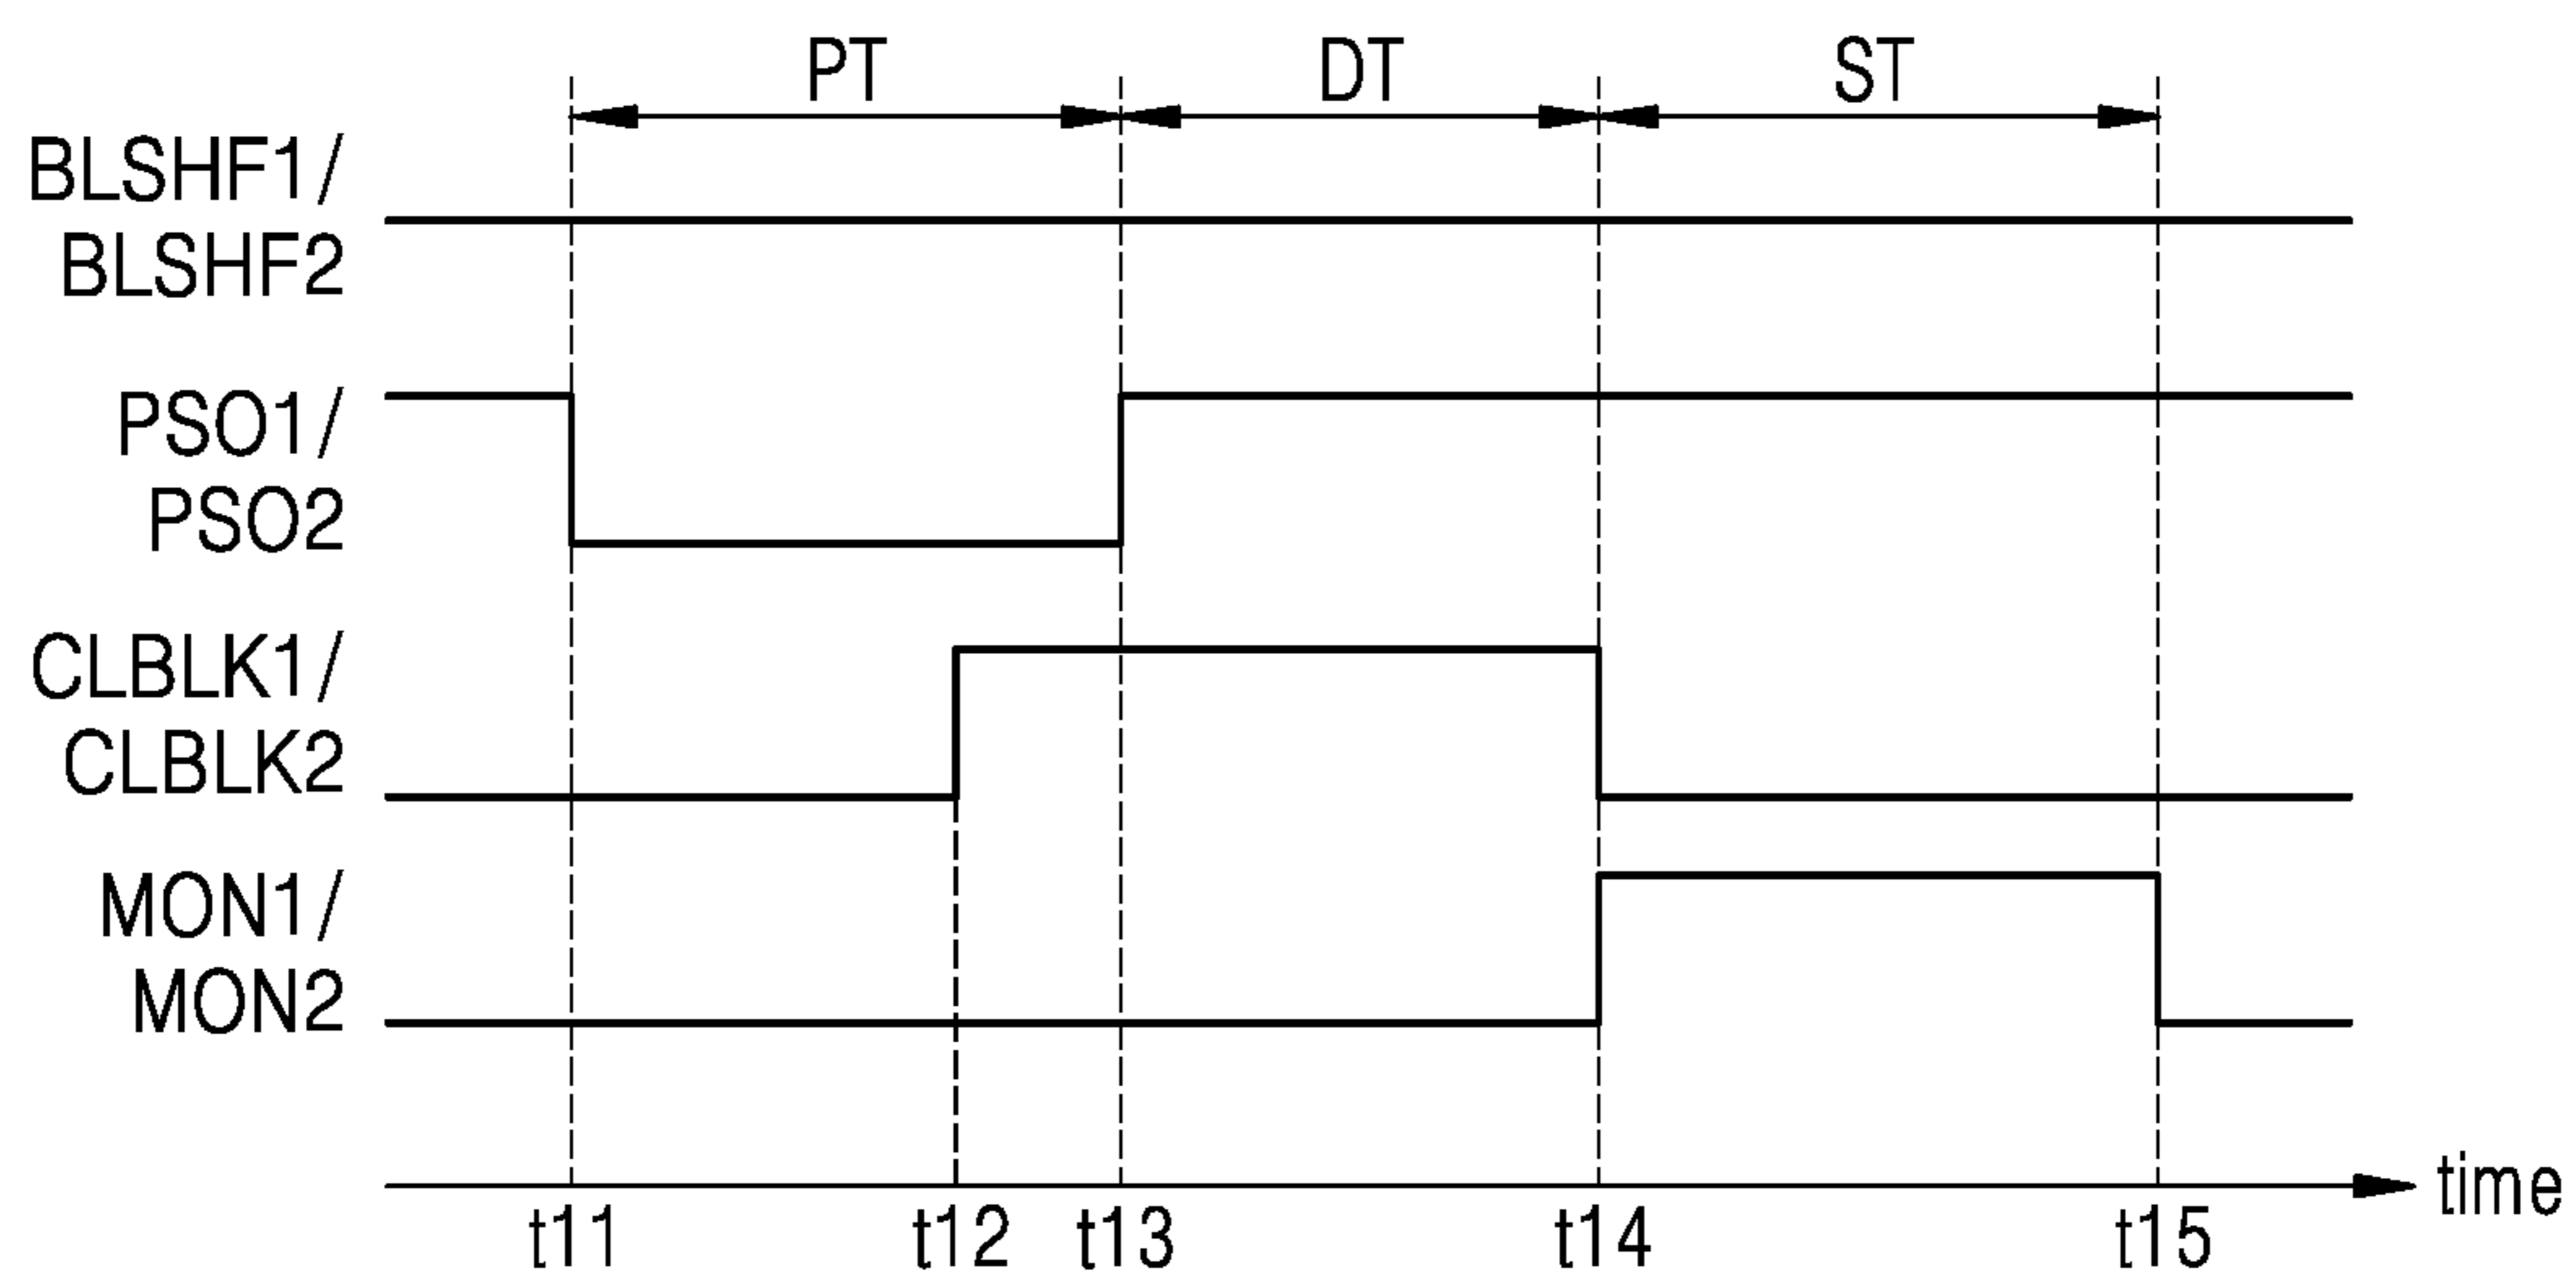 PT DT ST
BLSHF1/
BLSHF2
PSO1/
PSO2
CLBLK1/
CLBLK2
MON1/
MON2
time
t11 t12 t13 t14 t15